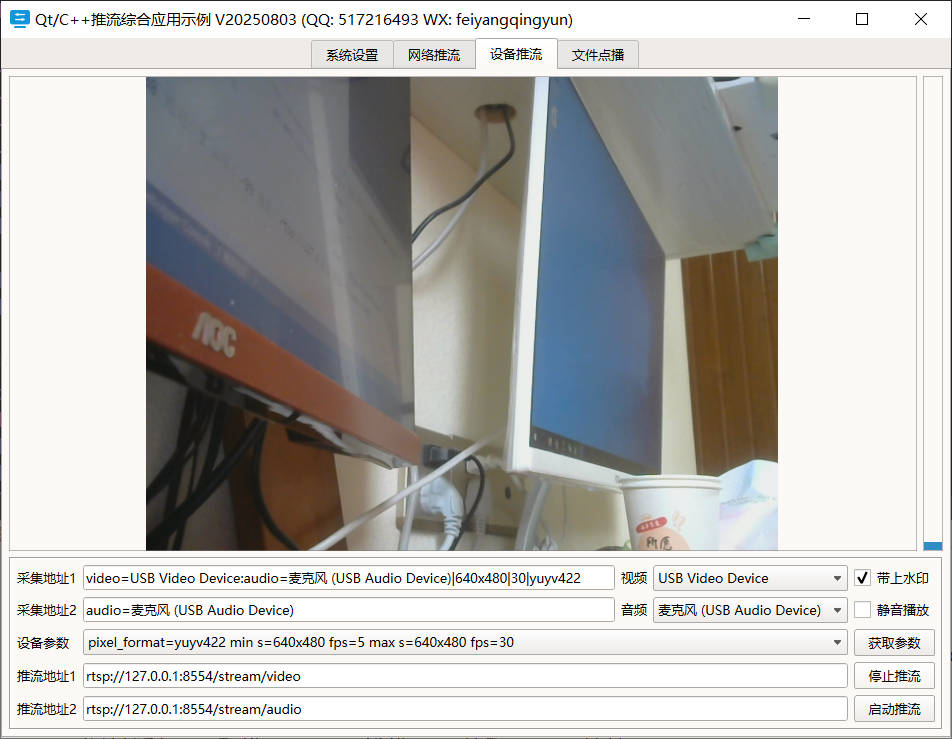 Qt/C++推流综合应用示例 V20250803 (QQ: 517216493 WX: feiyangqingyun)
系统设置 网络推流 设备推流 文件点播
AOC
采集地址1 video=USB Video Device:audio=麦克风 (USB Audio Device)|640x480|30|yuyv422 视频 USB Video Device 带上水印
采集地址2 audio=麦克风 (USB Audio Device) 音频 麦克风 (USB Audio Device) 静音播放
设备参数 pixel_format=yuyv422 min s=640x480 fps=5 max s=640x480 fps=30 获取参数
推流地址1 rtsp://127.0.0.1:8554/stream/video 停止推流
推流地址2 rtsp://127.0.0.1:8554/stream/audio 启动推流